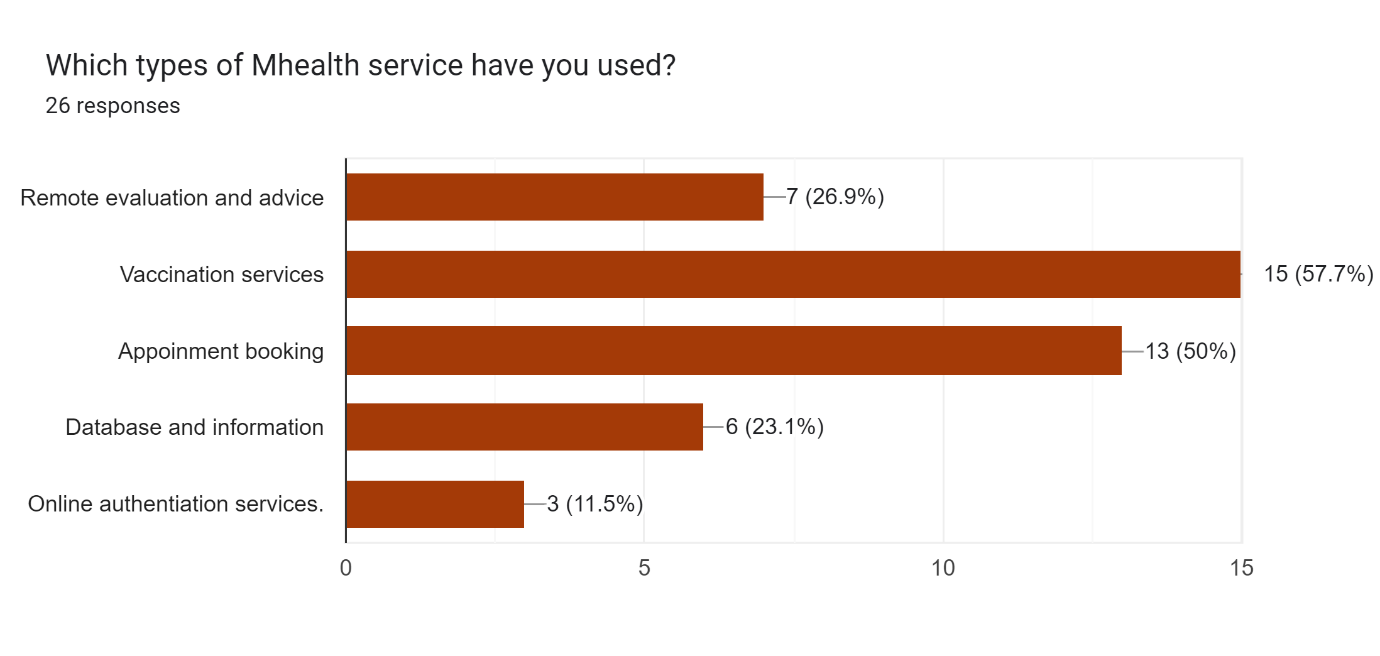 Which types of Mhealth service have you used?
26 responses
Remote evaluation and advice
7 (26.9%)
Vaccination services
15 (57.7%)
Appoinment booking
13 (50%)
Database and information
6 (23.1%)
Online authentiation services.
3 (11.5%)
0 5 10 15